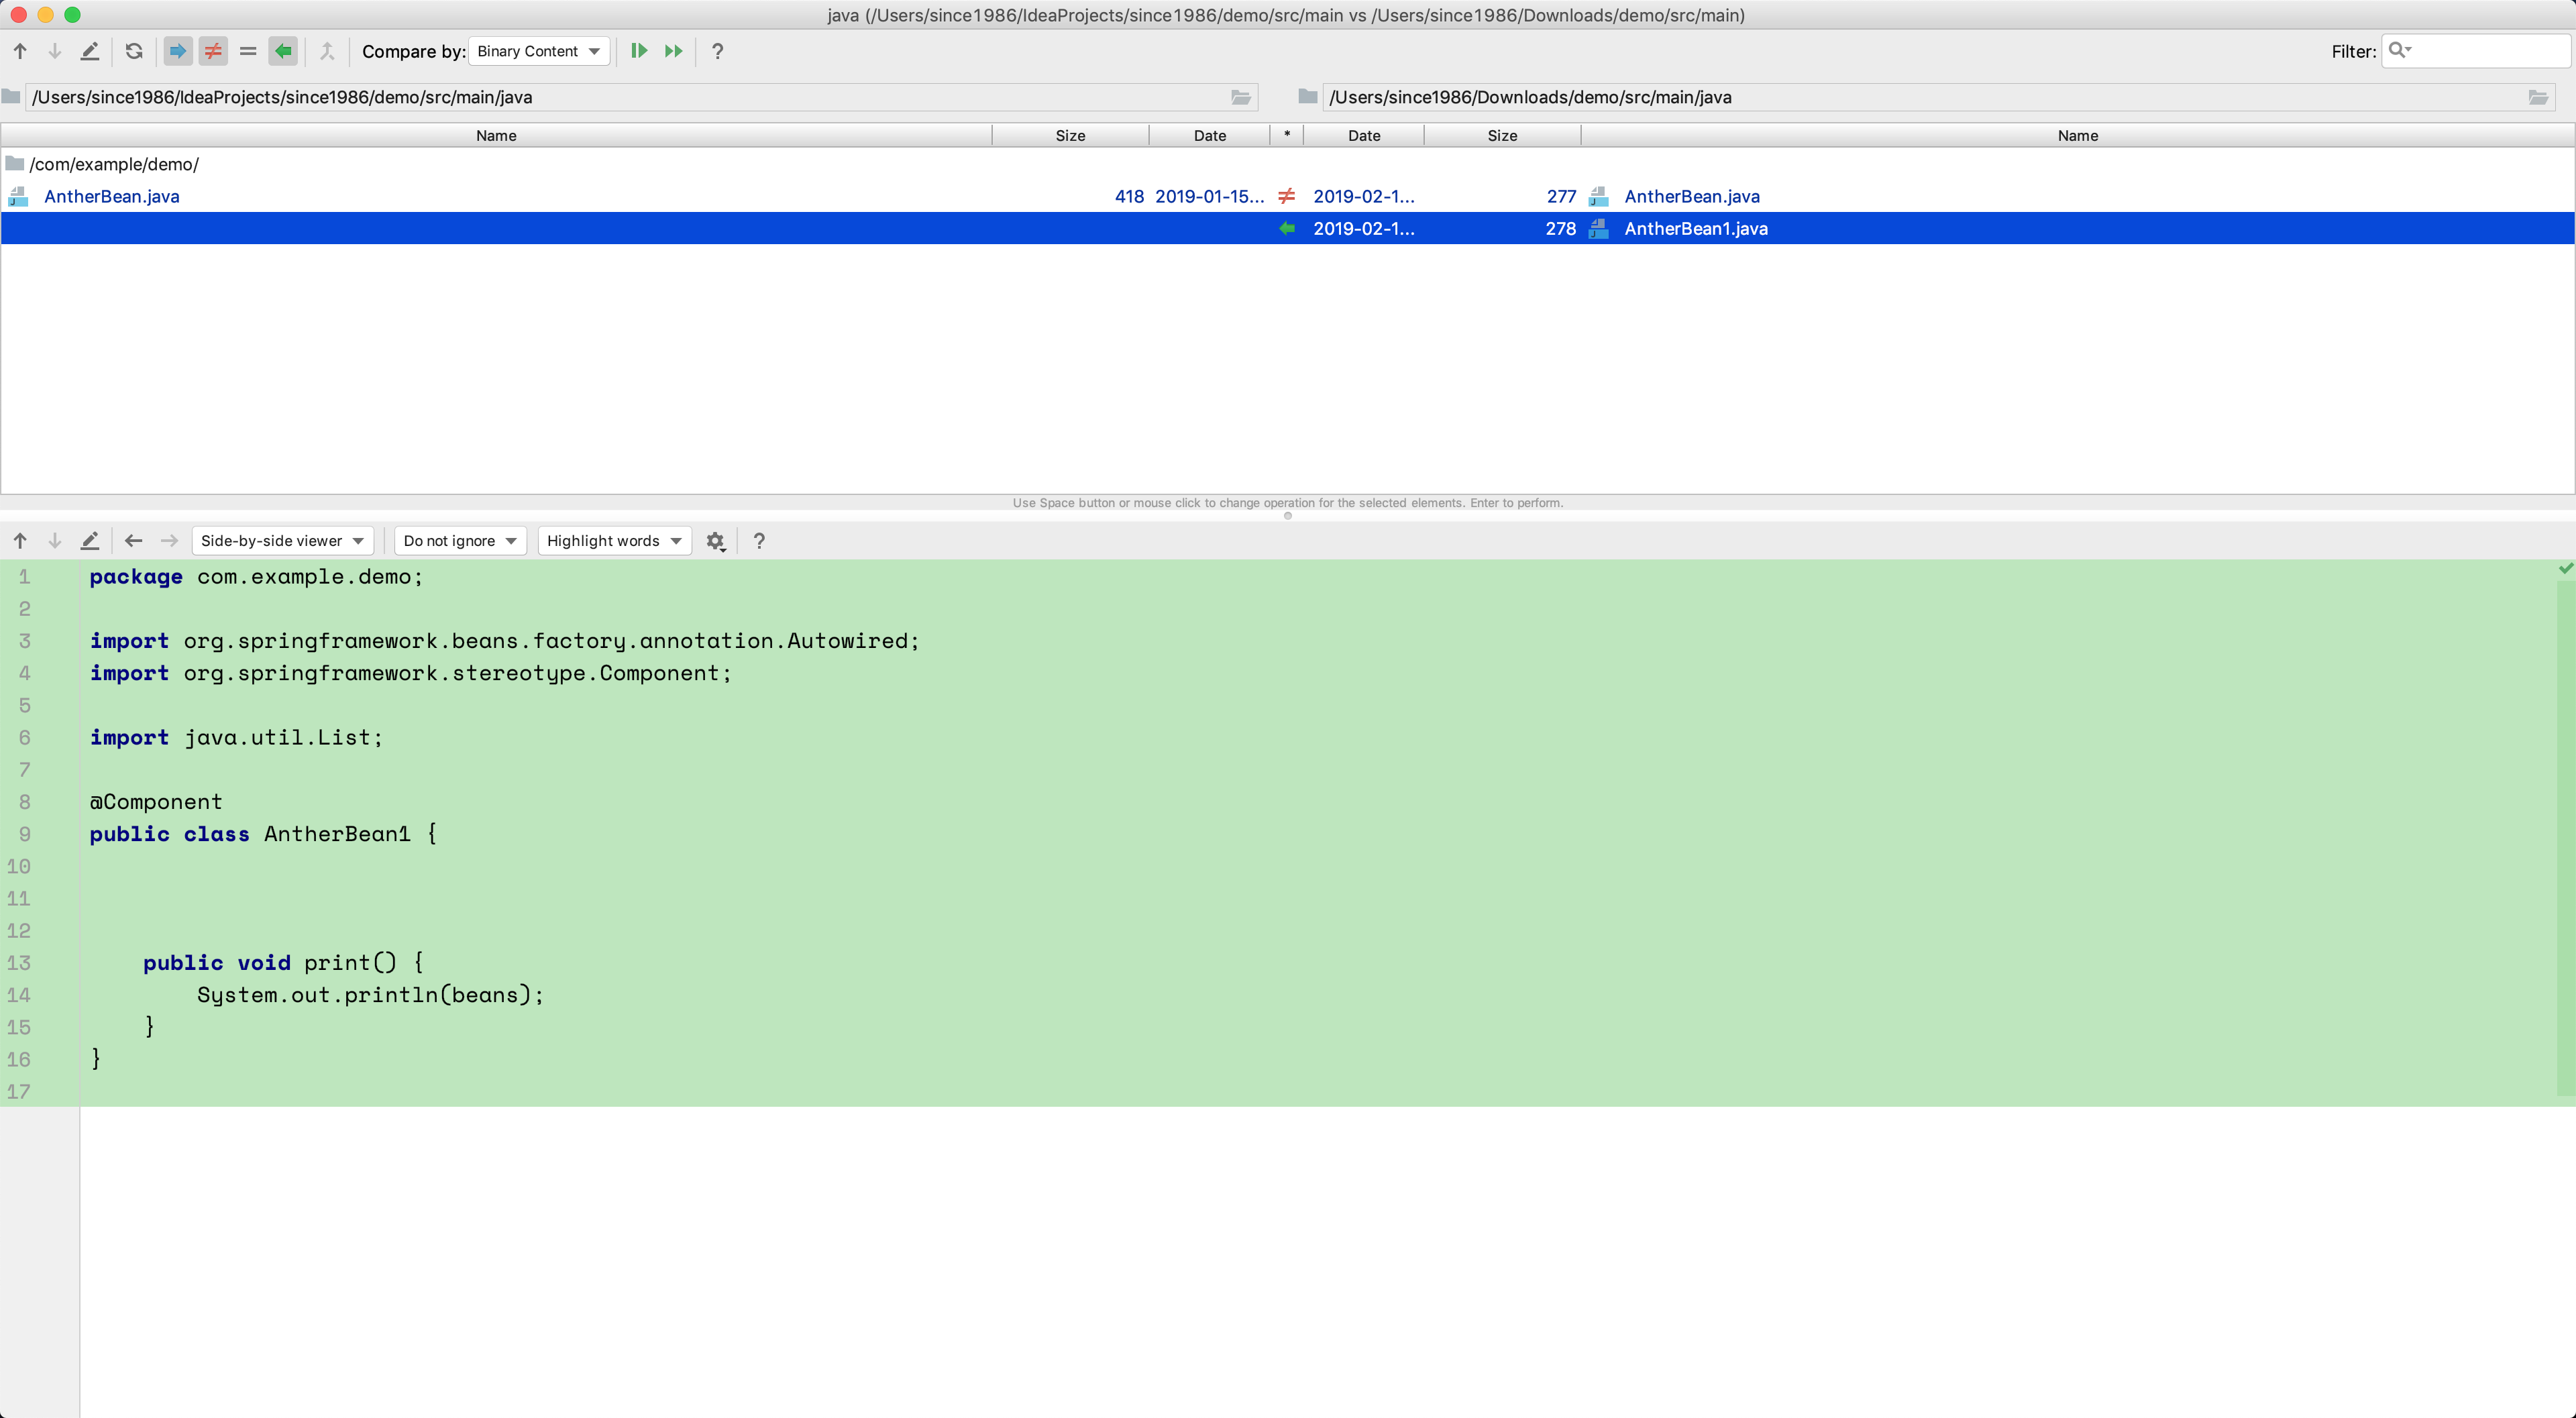 java (/Users/since1986/IdeaProjects/since1986/demo/src/main vs /Users/since1986/Downloads/demo/src/main)
Compare by: Binary Content ? Filter:
/Users/since1986/IdeaProjects/since1986/demo/src/main/java /Users/since1986/Downloads/demo/src/main/java
Name Size Date * Date Size Name
/com/example/demo/
AntherBean.java 418 2019-01-15... ≠ 2019-02-1... 277 AntherBean.java
2019-02-1... 278 AntherBean1.java
Use Space button or mouse click to change operation for the selected elements. Enter to perform.
Side-by-side viewer Do not ignore Highlight words ?
1 package com.example.demo;
2
3 import org.springframework.beans.factory.annotation.Autowired;
4 import org.springframework.stereotype.Component;
5
6 import java.util.List;
7
8 @Component
9 public class AntherBean1 {
10
11
12
13 public void print() {
14 System.out.println(beans);
15 }
16 }
17